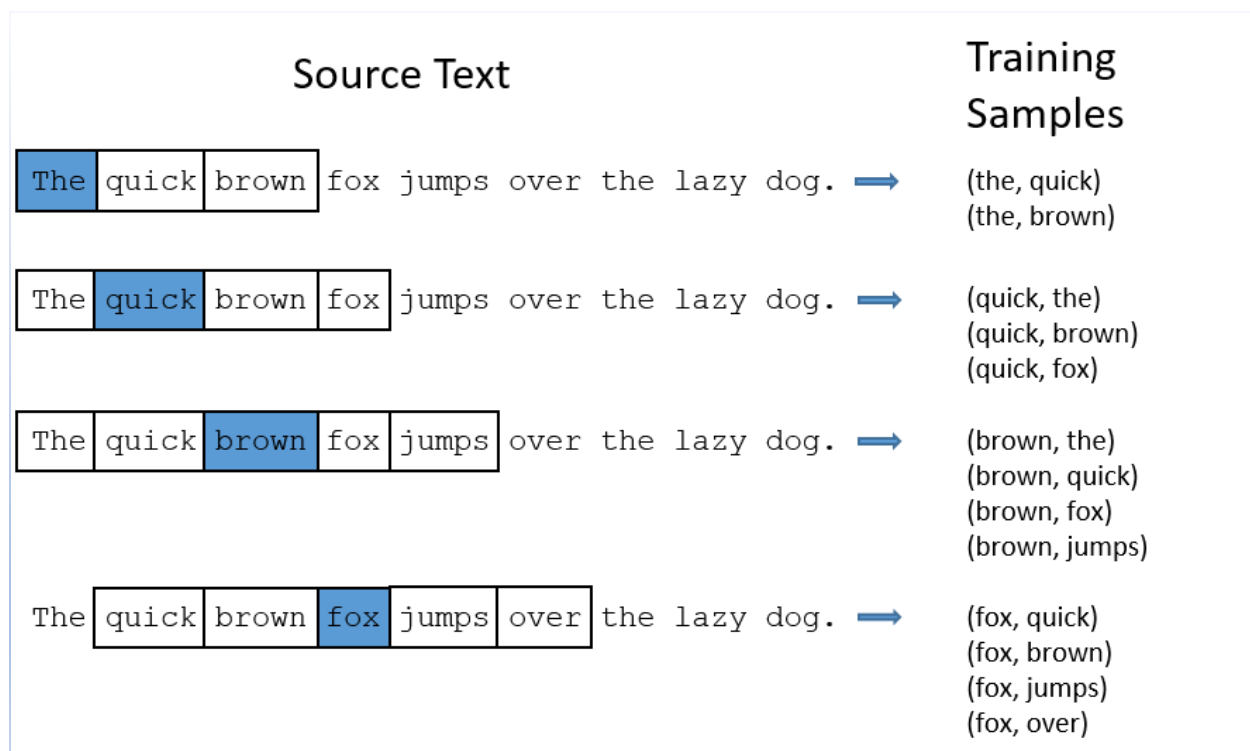 Source Text
Training
Samples
The quick brown fox jumps over the lazy dog.
(the, quick)
(the, brown)
The quick brown fox jumps over the lazy dog.
(quick, the)
(quick, brown)
(quick, fox)
The quick brown fox jumps over the lazy dog.
(brown, the)
(brown, quick)
(brown, fox)
(brown, jumps)
The quick brown fox jumps over the lazy dog.
(fox, quick)
(fox, brown)
(fox, jumps)
(fox, over)